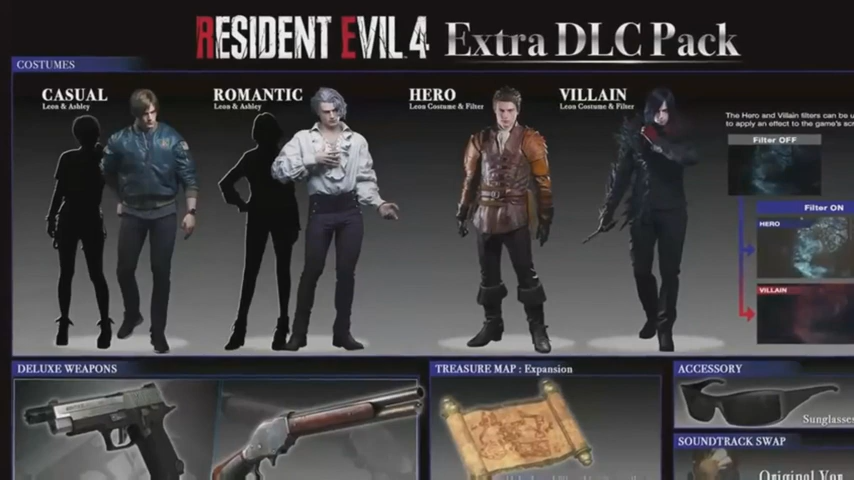 RESIDENT EVIL 4 Extra DLC Pack
COSTUMES
CASUAL
Leon & Ashley
ROMANTIC
Leon & Ashley
HERO
Leon Costume & Filter
VILLAIN
Leon Costume & Filter
The Hero and Villain filters can be
to apply an effect to the game's
Filter OFF
Filter ON
HERO
VILLAIN
DELUXE WEAPONS
TREASURE MAP : Expansion
ACCESSORY
Sunglasses
SOUNDTRACK SWAP
Original Ver.